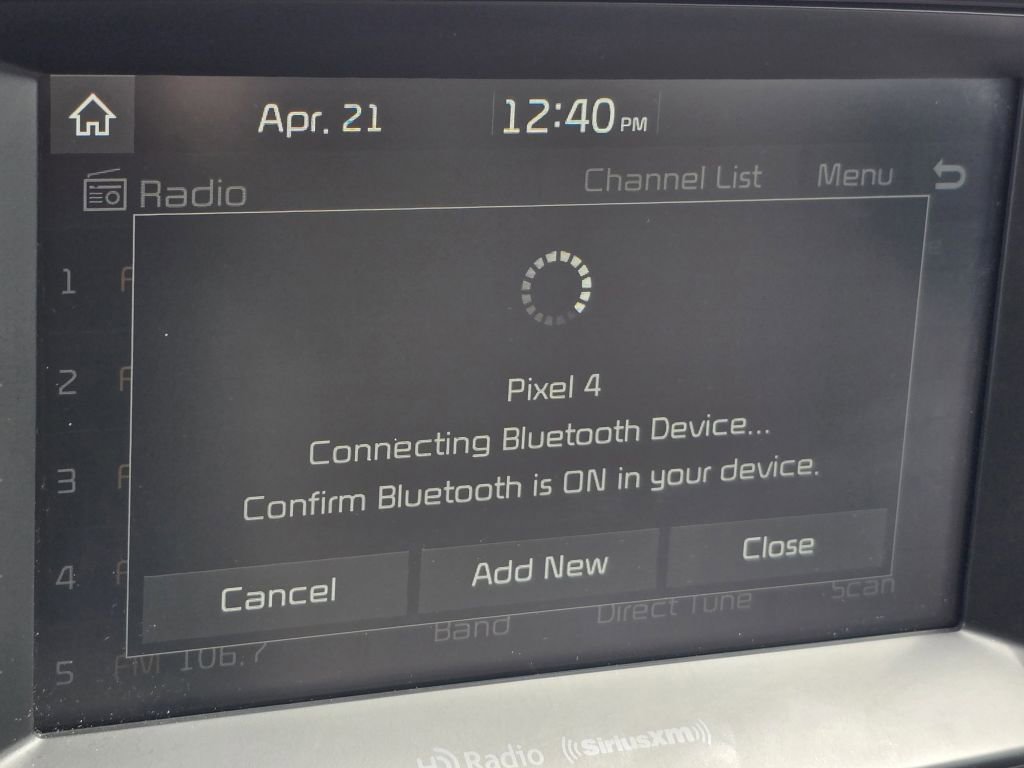 Apr. 21 12:40 PM
Radio Channel List Menu
1 F
2 F
3 F
4 F
5 FM 106.7
Pixel 4
Connecting Bluetooth Device...
Confirm Bluetooth is ON in your device.
Cancel Add New Close
Band Direct Tune Scan
HD Radio SiriusXM